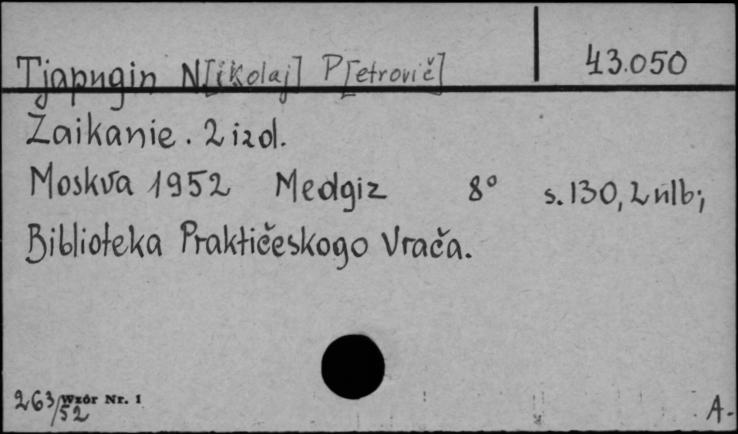 Tjapugin N[ikolaj] P[etrovič] 43.050
Zaikanie. 2 izd.
Moskva 1952 Medgiz 8° s. 130, 2 nlb;
Biblioteka Praktičeskogo Vrača.
263/52 Wzór Nr. 1
A.